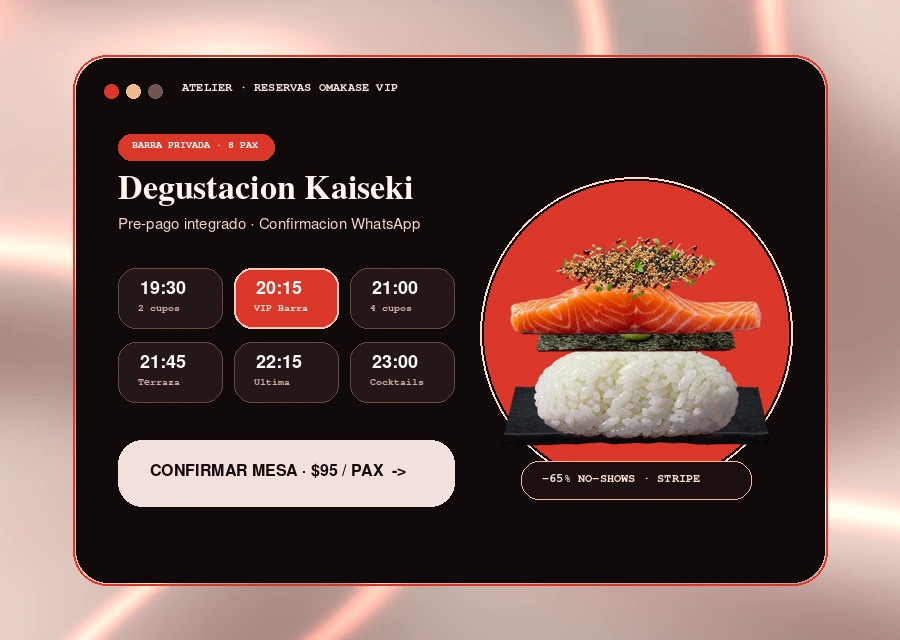 ATELIER · RESERVAS OMAKASE VIP
BARRA PRIVADA · 8 PAX
Degustacion Kaiseki
Pre-pago integrado · Confirmacion WhatsApp
19:30
2 cupos
20:15
VIP Barra
21:00
4 cupos
21:45
Terraza
22:15
Ultima
23:00
Cocktails
CONFIRMAR MESA · $95 / PAX ->
-65% NO-SHOWS · STRIPE